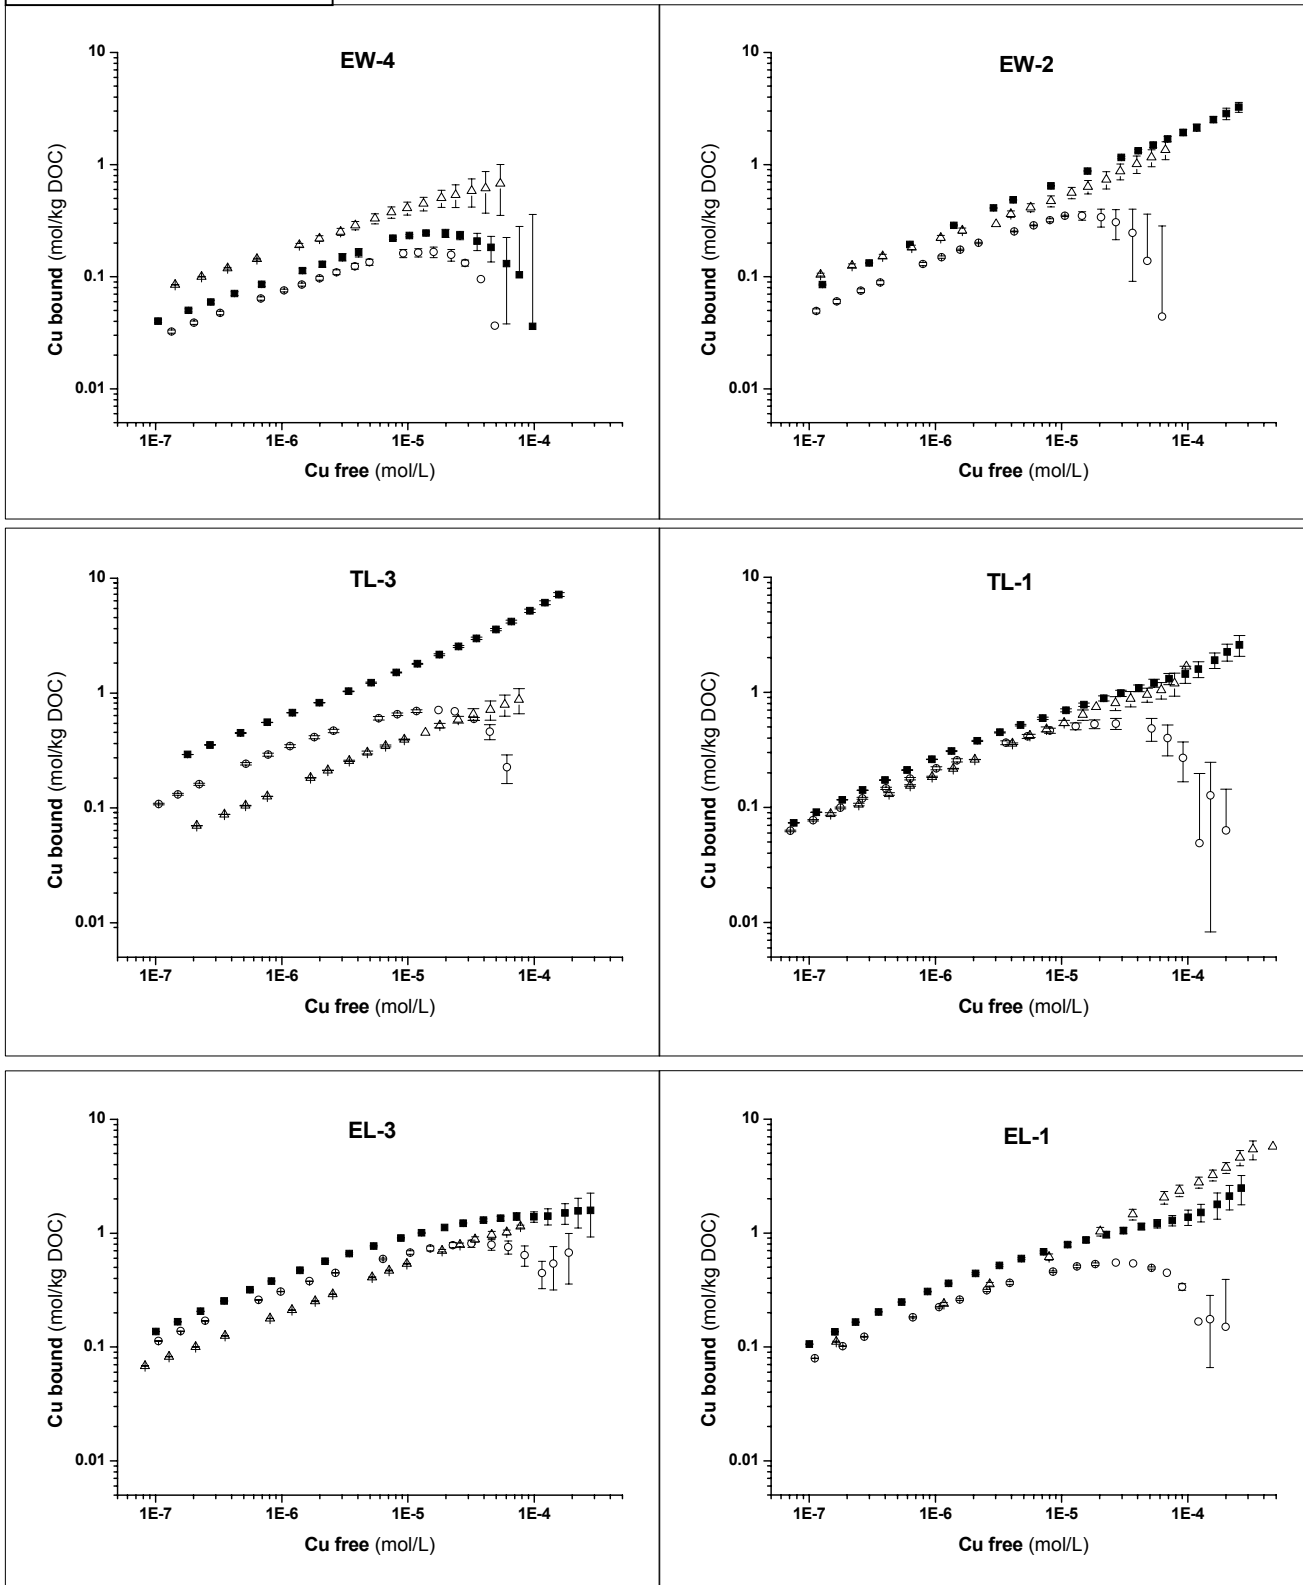 EW-4
10
1
0.1
0.01
Cu bound (mol/kg DOC)
1E-7 1E-6 1E-5 1E-4
Cu free (mol/L)
EW-2
10
1
0.1
0.01
Cu bound (mol/kg DOC)
1E-7 1E-6 1E-5 1E-4
Cu free (mol/L)
TL-3
10
1
0.1
0.01
Cu bound (mol/kg DOC)
1E-7 1E-6 1E-5 1E-4
Cu free (mol/L)
TL-1
10
1
0.1
0.01
Cu bound (mol/kg DOC)
1E-7 1E-6 1E-5 1E-4
Cu free (mol/L)
EL-3
10
1
0.1
0.01
Cu bound (mol/kg DOC)
1E-7 1E-6 1E-5 1E-4
Cu free (mol/L)
EL-1
10
1
0.1
0.01
Cu bound (mol/kg DOC)
1E-7 1E-6 1E-5 1E-4
Cu free (mol/L)